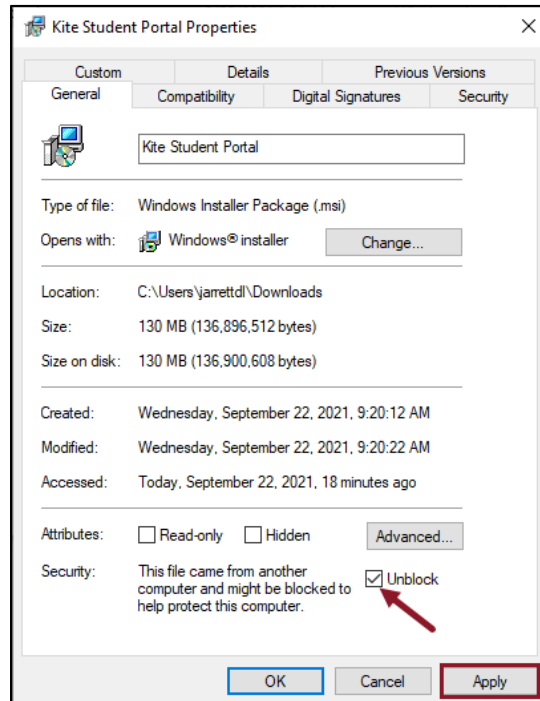 Kite Student Portal Properties
Custom Details Previous Versions
General Compatibility Digital Signatures Security
Kite Student Portal
Type of file: Windows Installer Package (.msi)
Opens with: Windows® installer Change...
Location: C:\Users\jarrettdl\Downloads
Size: 130 MB (136,896,512 bytes)
Size on disk: 130 MB (136,900,608 bytes)
Created: Wednesday, September 22, 2021, 9:20:12 AM
Modified: Wednesday, September 22, 2021, 9:20:22 AM
Accessed: Today, September 22, 2021, 18 minutes ago
Attributes: Read-only Hidden Advanced...
Security: This file came from another
computer and might be blocked to
help protect this computer.
Unblock
OK Cancel Apply